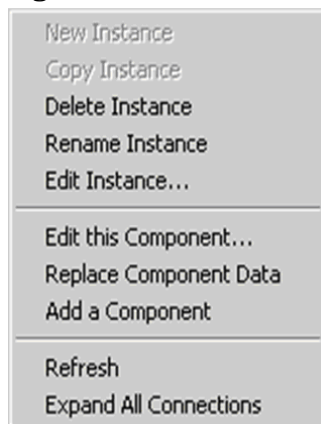 New Instance
Copy Instance
Delete Instance
Rename Instance
Edit Instance...
Edit this Component...
Replace Component Data
Add a Component
Refresh
Expand All Connections